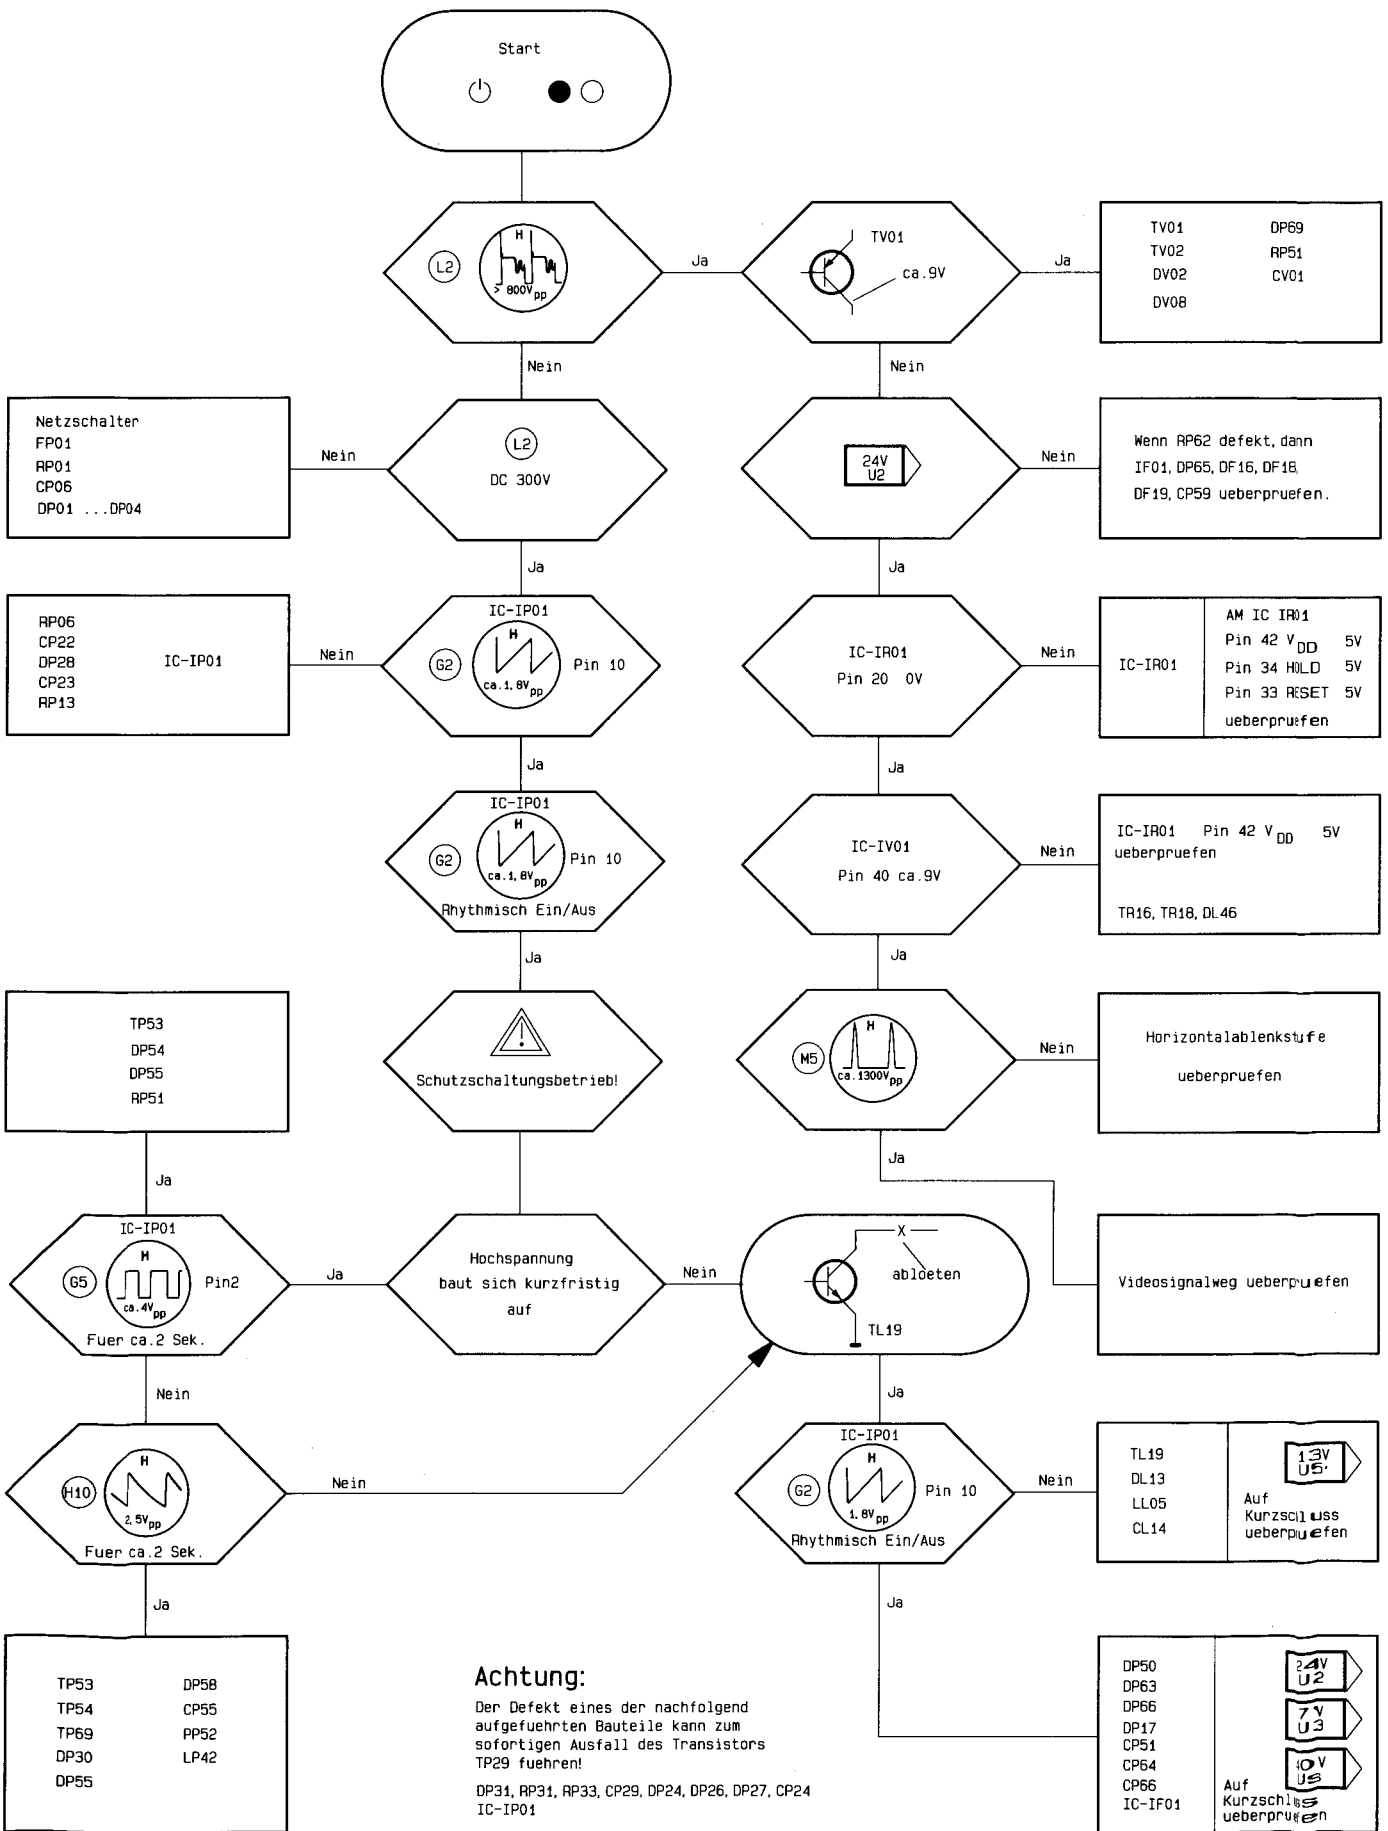 Start
L2
H
> 800Vpp
Ja
TV01
ca.9V
Ja
TV01 DP69
TV02 RP51
DV02 CV01
DV08
Nein
Nein
Netzschalter
FP01
RP01
CP06
DP01 ...DP04
Nein
L2
DC 300V
24V
U2
Nein
Wenn RP62 defekt, dann
IF01, DP65, DF16, DF18,
DF19, CP59 ueberpruefen.
Ja
Ja
RP06
CP22
DP28 IC-IP01
CP23
RP13
Nein
IC-IP01
G2
H
ca.1,8Vpp
Pin 10
IC-IR01
Pin 20 0V
Nein
IC-IR01
AM IC IR01
Pin 42 VDD 5V
Pin 34 HOLD 5V
Pin 33 RESET 5V
ueberpruefen
Ja
Ja
IC-IP01
G2
H
ca.1,8Vpp
Pin 10
Rhythmisch Ein/Aus
IC-IV01
Pin 40 ca.9V
Nein
IC-IR01 Pin 42 VDD 5V
ueberpruefen
TR16, TR18, DL46
Ja
Ja
TP53
DP54
DP55
RP51
Schutzschaltungsbetrieb!
M5
H
ca.1300Vpp
Nein
Horizontalablenkstufe
ueberpruefen
Ja
Ja
IC-IP01
G5
H
ca.4Vpp
Pin2
Fuer ca.2 Sek.
Ja
Hochspannung
baut sich kurzfristig
auf
Nein
X
abloeten
TL19
Videosignalweg ueberpruefen
Nein
Ja
H10
H
2,5Vpp
Fuer ca.2 Sek.
Nein
IC-IP01
G2
H
1,8Vpp
Pin 10
Rhythmisch Ein/Aus
Nein
TL19
DL13
LL05
CL14
13V
U5
Auf
Kurzschluss
ueberpruefen
Ja
Ja
TP53 DP58
TP54 CP55
TP69 PP52
DP30 LP42
DP55
Achtung:
Der Defekt eines der nachfolgend
aufgefuehrten Bauteile kann zum
sofortigen Ausfall des Transistors
TP29 fuehren!
DP31, RP31, RP33, CP29, DP24, DP26, DP27, CP24
IC-IP01
DP50
DP63
DP66
DP17
CP51
CP64
CP66
IC-IF01
24V
U2
7V
U3
U5
Auf
Kurzschluss
ueberpruefen